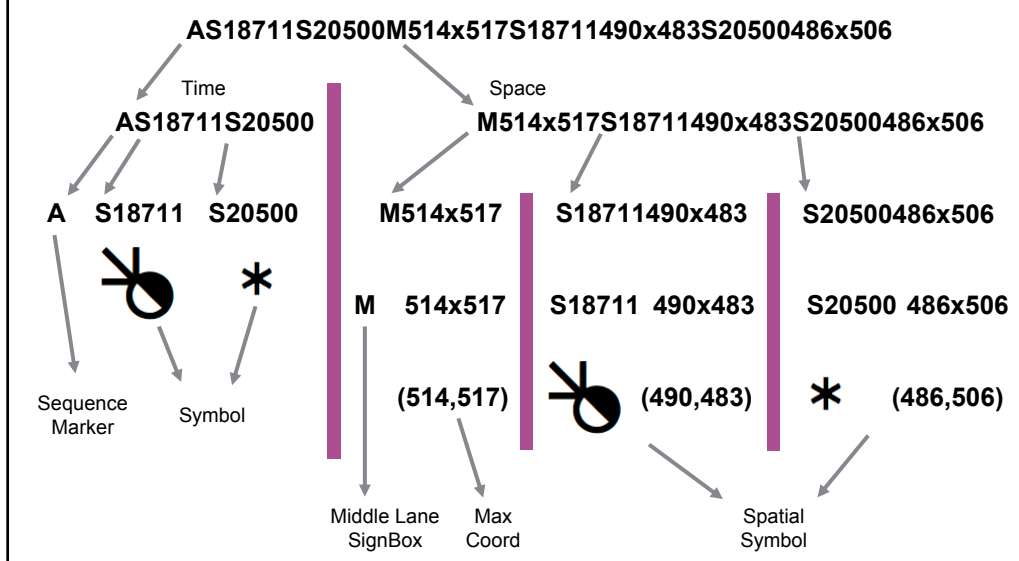 AS18711S20500M514x517S18711490x483S20500486x506
Time
Space
AS18711S20500
M514x517S18711490x483S20500486x506
A S18711 S20500
M514x517
S18711490x483
S20500486x506
M 514x517
S18711 490x483
S20500 486x506
(514,517)
(490,483)
(486,506)
Sequence
Marker
Symbol
Middle Lane
SignBox
Max
Coord
Spatial
Symbol